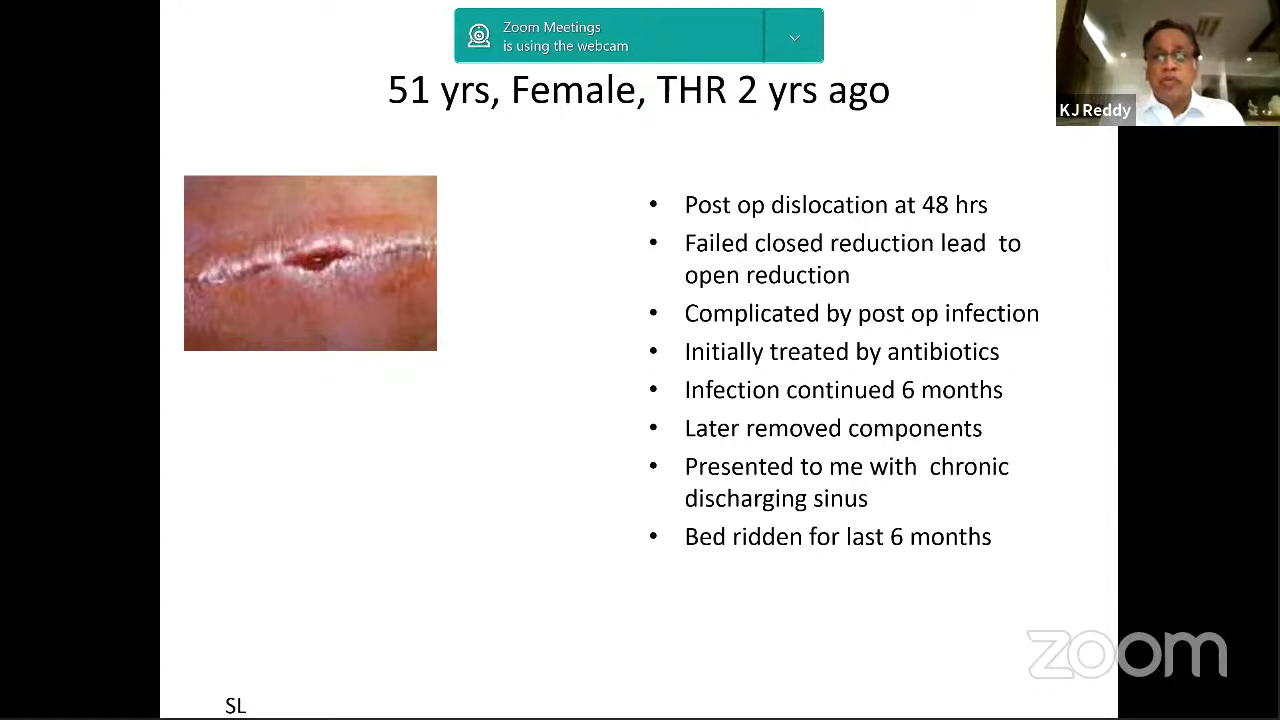 Zoom Meetings
is using the webcam
51 yrs, Female, THR 2 yrs ago
KJ Reddy
• Post op dislocation at 48 hrs
• Failed closed reduction lead to
open reduction
• Complicated by post op infection
• Initially treated by antibiotics
• Infection continued 6 months
• Later removed components
• Presented to me with chronic
discharging sinus
• Bed ridden for last 6 months
zoom
SL